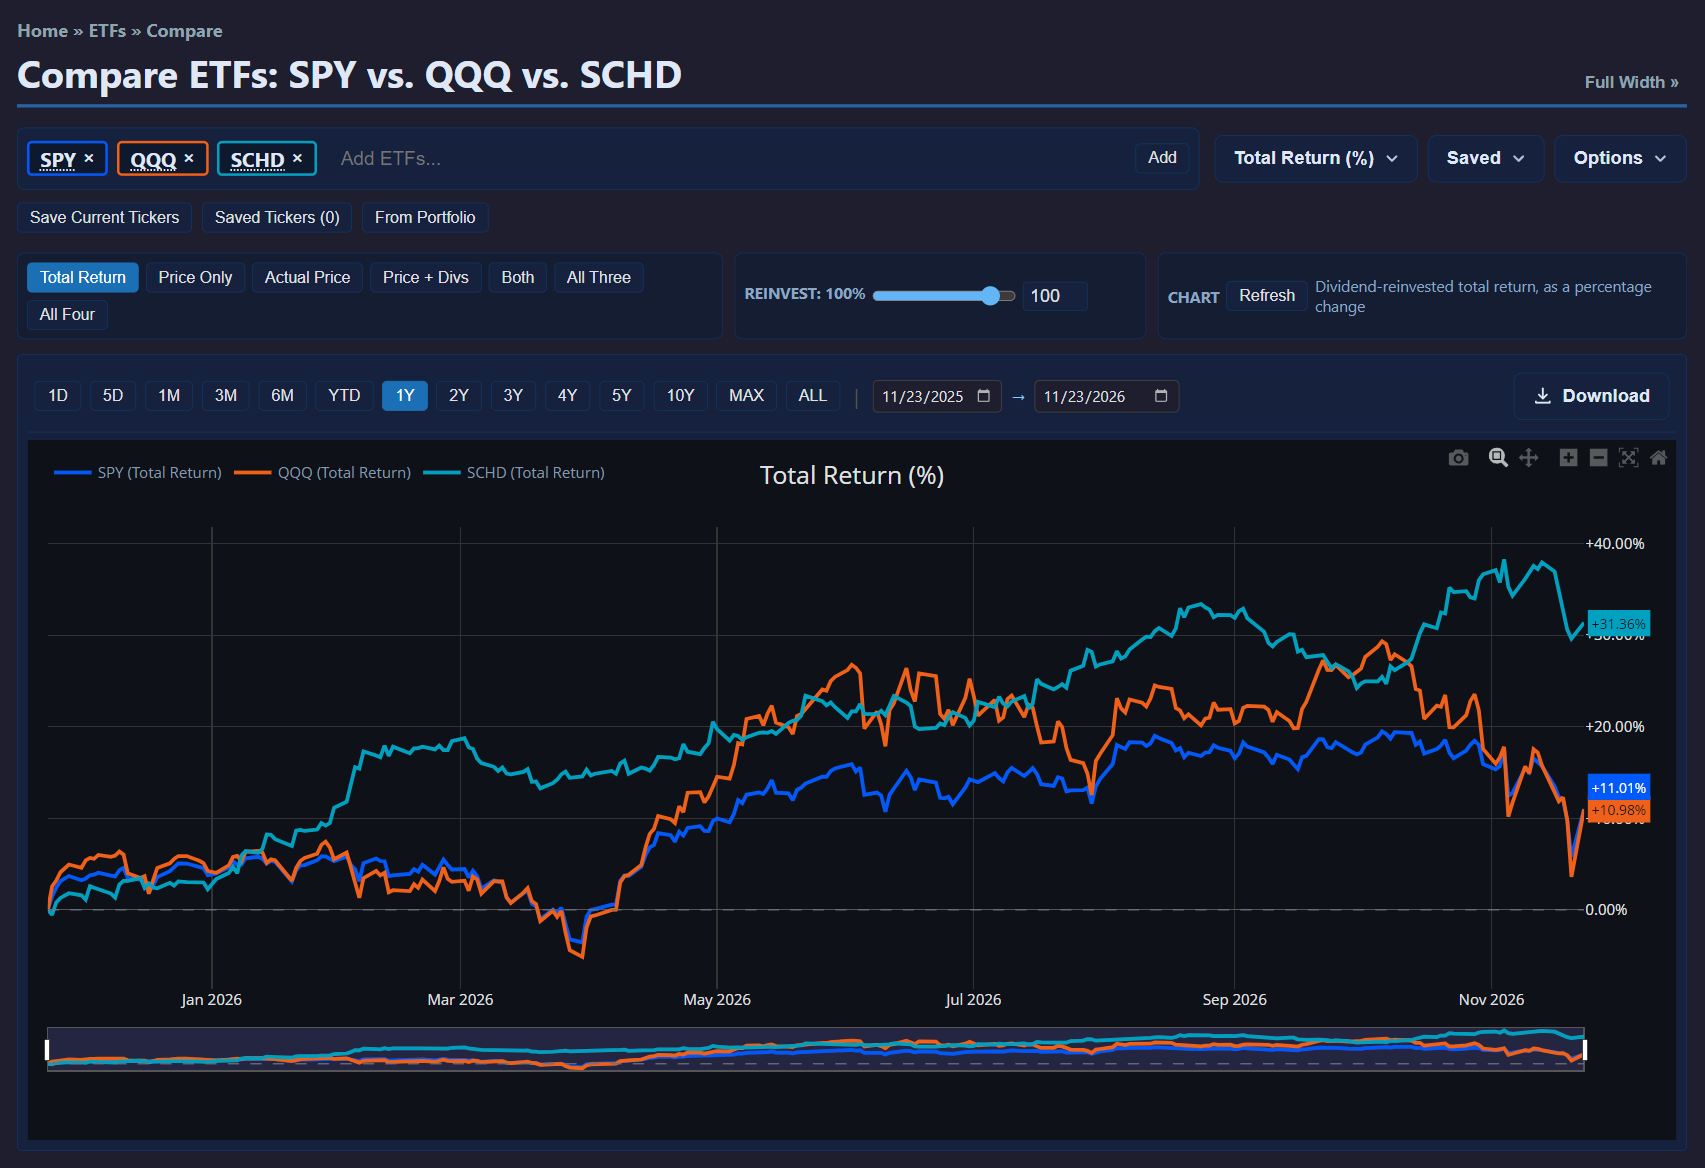 Home » ETFs » Compare
Compare ETFs: SPY vs. QQQ vs. SCHD
Full Width »
SPY × QQQ × SCHD × Add ETFs... Add
Total Return (%) Saved Options
Save Current Tickers Saved Tickers (0) From Portfolio
Total Return Price Only Actual Price Price + Divs Both All Three
All Four
REINVEST: 100% 100
CHART Refresh Dividend-reinvested total return, as a percentage
change
1D 5D 1M 3M 6M YTD 1Y 2Y 3Y 4Y 5Y 10Y MAX ALL | 11/23/2025 → 11/23/2026 Download
SPY (Total Return) QQQ (Total Return) SCHD (Total Return)
Total Return (%)
+40.00%
+31.36%
+30.00%
+20.00%
+11.01%
+10.98%
+10.00%
0.00%
Jan 2026 Mar 2026 May 2026 Jul 2026 Sep 2026 Nov 2026